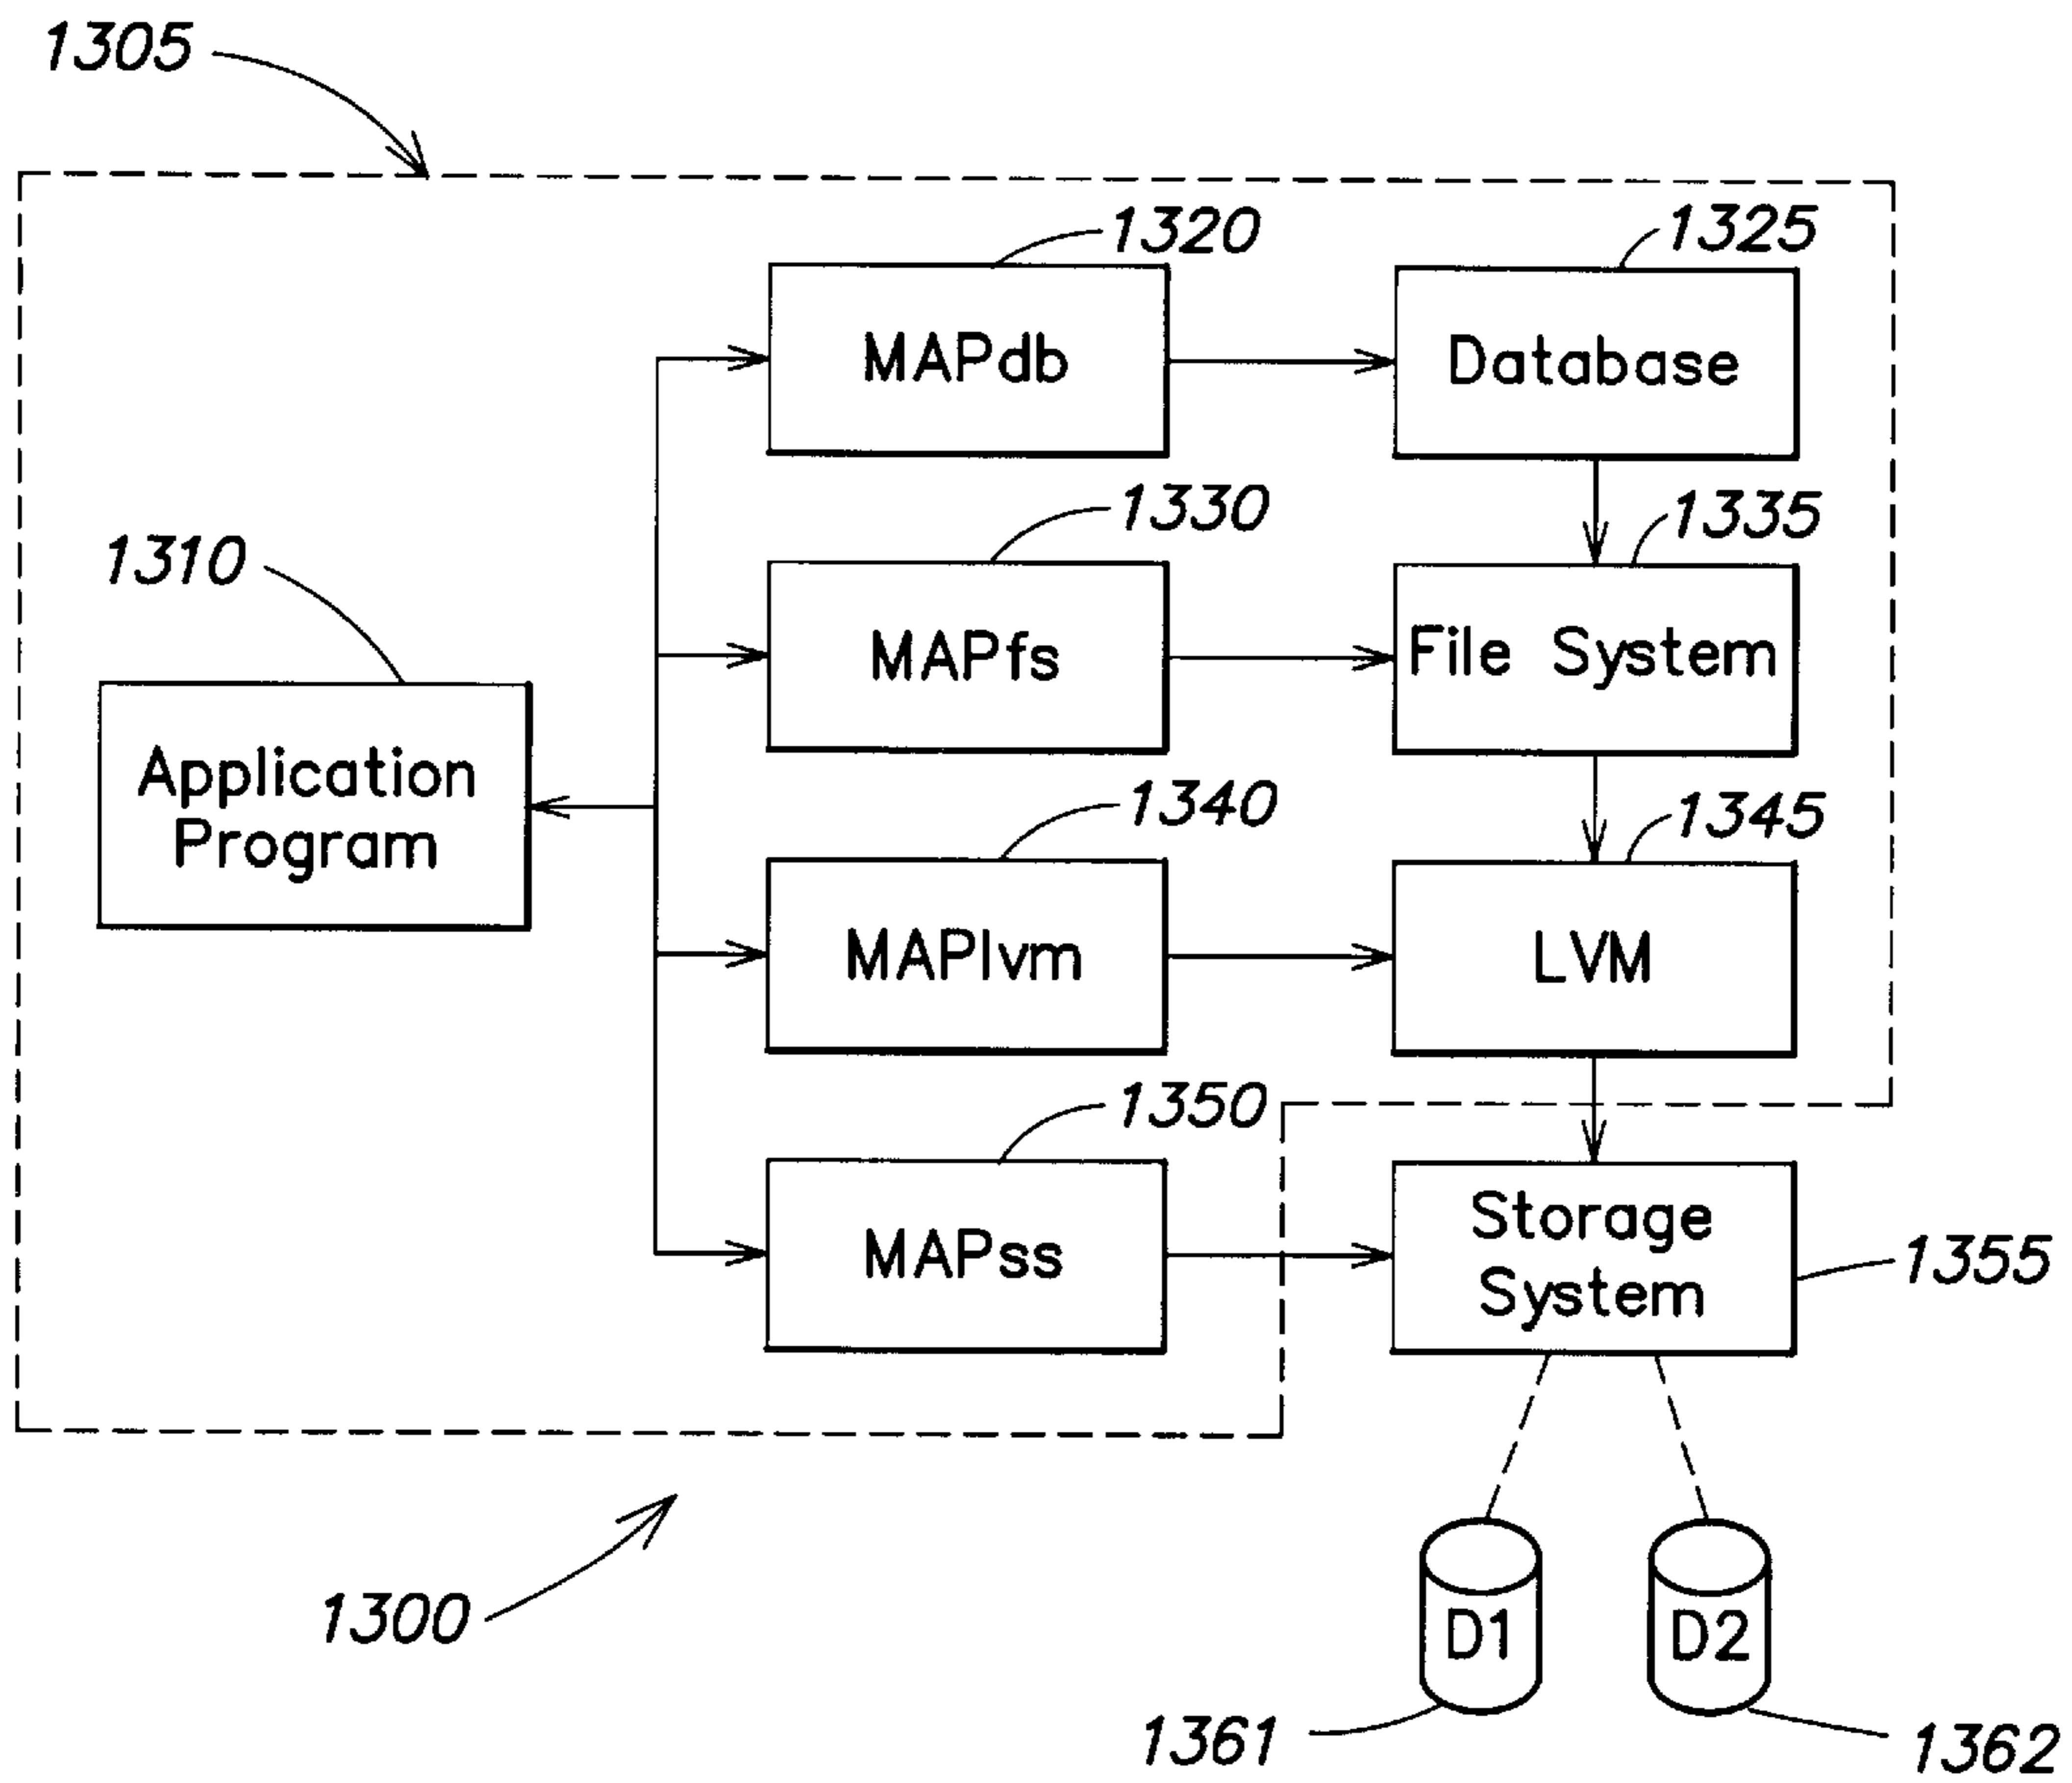 1305
1320
1325
MAPdb
Database
1330
1335
1310
MAPfs
File System
Application
Program
1340
1345
MAPlvm
LVM
1350
MAPss
Storage
System
1355
1300
D1
D2
1361
1362